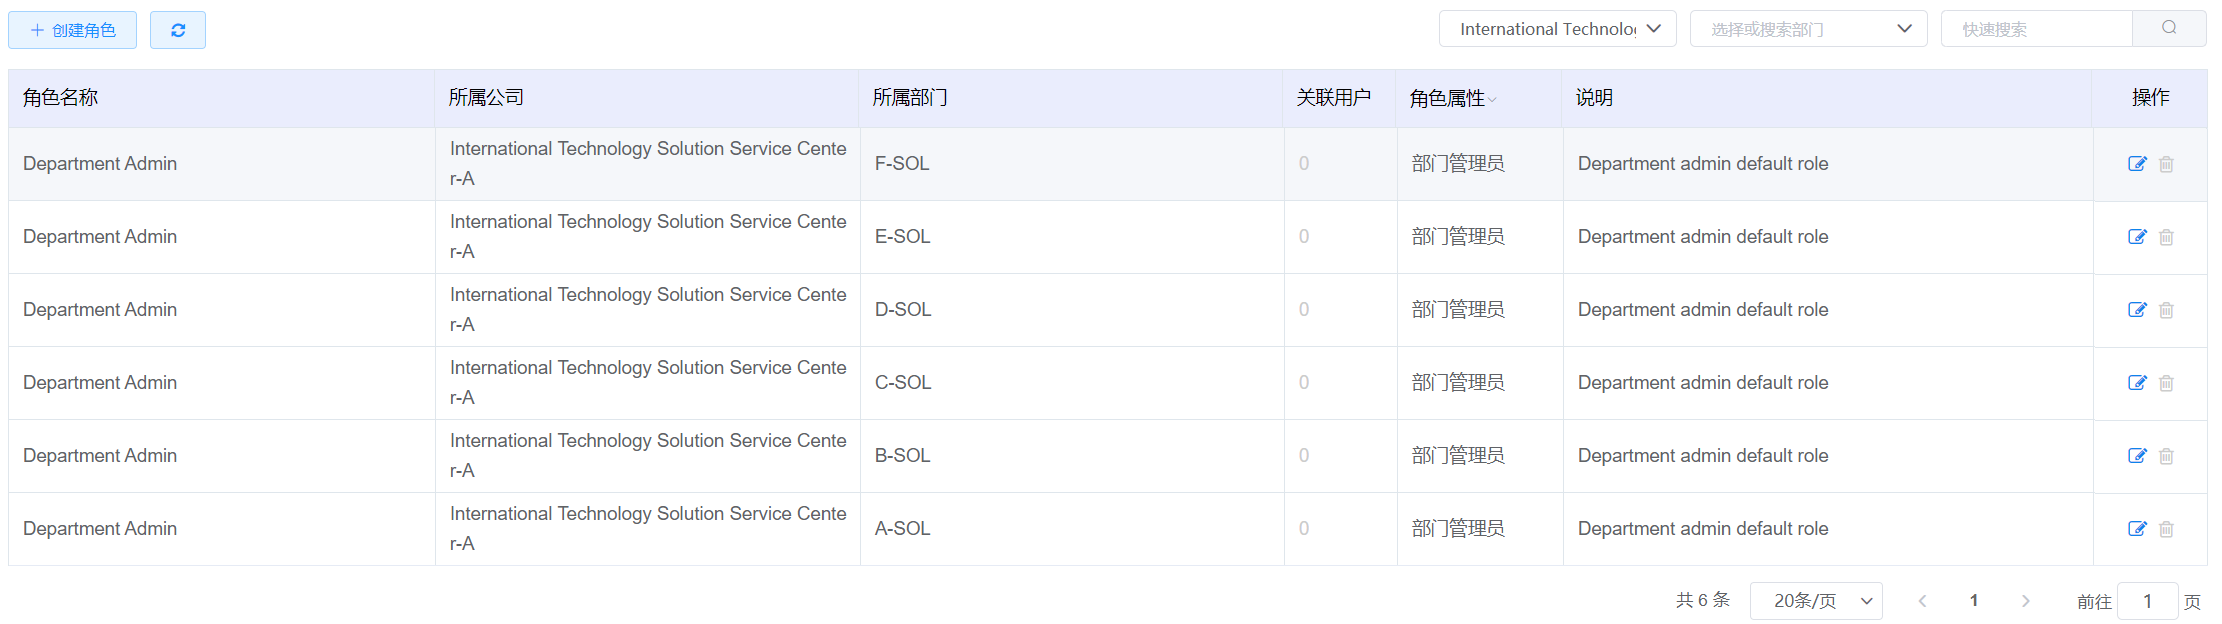 创建角色
International Technolo
选择或搜索部门
快速搜索
角色名称 所属公司 所属部门 关联用户 角色属性 说明 操作
Department Admin International Technology Solution Service Cente
r-A F-SOL 0 部门管理员 Department admin default role
Department Admin International Technology Solution Service Cente
r-A E-SOL 0 部门管理员 Department admin default role
Department Admin International Technology Solution Service Cente
r-A D-SOL 0 部门管理员 Department admin default role
Department Admin International Technology Solution Service Cente
r-A C-SOL 0 部门管理员 Department admin default role
Department Admin International Technology Solution Service Cente
r-A B-SOL 0 部门管理员 Department admin default role
Department Admin International Technology Solution Service Cente
r-A A-SOL 0 部门管理员 Department admin default role
共 6 条 20条/页 1 前往 1 页